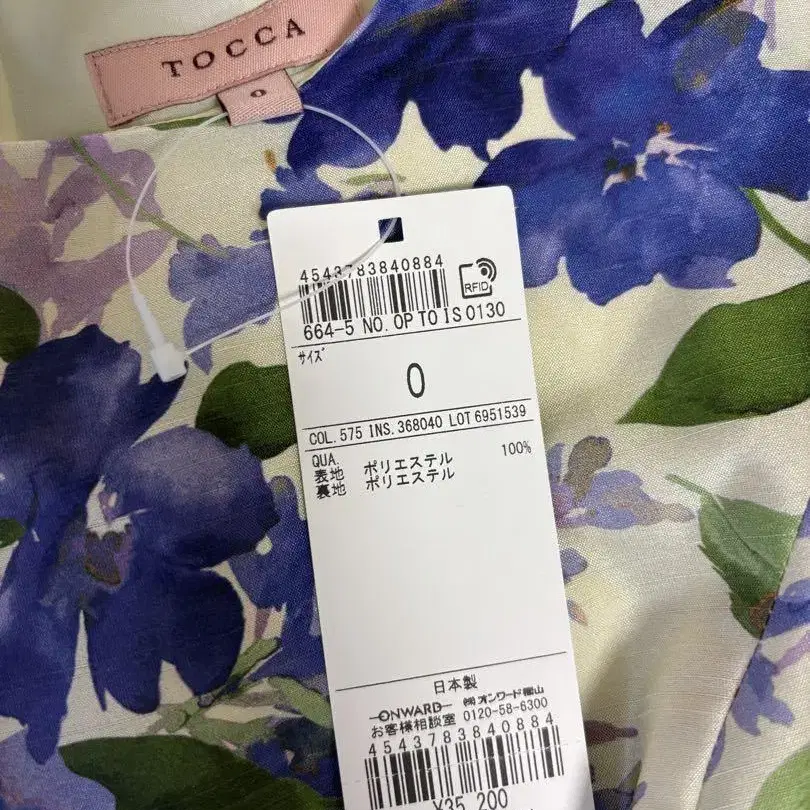 TOCCA
0
4543783840884
RFID
664-5 NO. OP TO IS 0130
サイズ
0
COL. 575 INS. 368040 LOT 6951539
QUA.
表地 ポリエステル 100%
裏地 ポリエステル
日本製
ONWARD ㈱オンワード樫山
お客様相談室 0120-58-6300
4543783840884
¥35,200